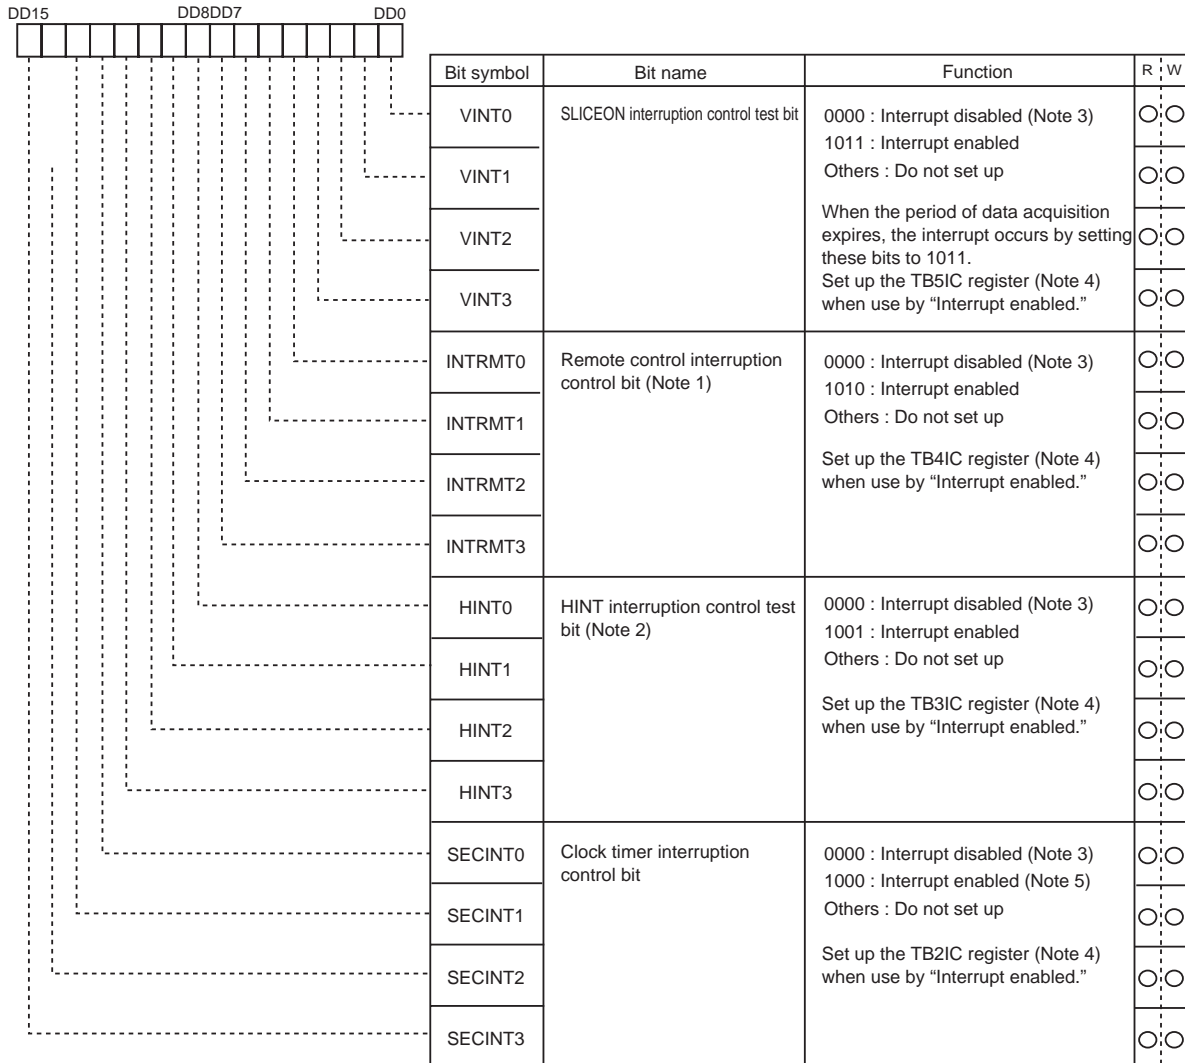 DD15 DD8DD7 DD0
Bit symbol Bit name Function R W
VINT0 SLICEON interruption control test bit 0000 : Interrupt disabled (Note 3)
1011 : Interrupt enabled
VINT1 Others : Do not set up
When the period of data acquisition
VINT2 expires, the interrupt occurs by setting
these bits to 1011.
Set up the TB5IC register (Note 4)
VINT3 when use by “Interrupt enabled.”
INTRMT0 Remote control interruption 0000 : Interrupt disabled (Note 3)
control bit (Note 1) 1010 : Interrupt enabled
INTRMT1 Others : Do not set up
Set up the TB4IC register (Note 4)
INTRMT2 when use by “Interrupt enabled.”
INTRMT3
HINT0 HINT interruption control test 0000 : Interrupt disabled (Note 3)
bit (Note 2) 1001 : Interrupt enabled
HINT1 Others : Do not set up
Set up the TB3IC register (Note 4)
HINT2 when use by “Interrupt enabled.”
HINT3
SECINT0 Clock timer interruption 0000 : Interrupt disabled (Note 3)
control bit 1000 : Interrupt enabled (Note 5)
SECINT1 Others : Do not set up
Set up the TB2IC register (Note 4)
SECINT2 when use by “Interrupt enabled.”
SECINT3